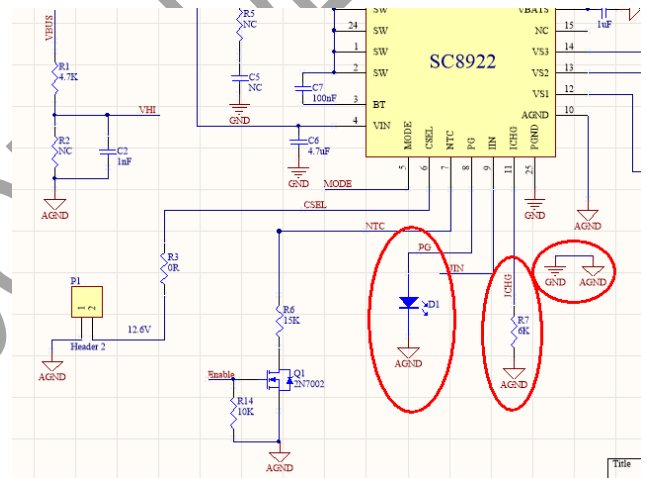 VBUS
R1
4.7K
VHI
R2
NC
C2
1nF
AGND
R5
NC
C5
NC
GND
C7
100nF
C6
4.7uF
GND
SW
24
SW
1
SW
2
SW
3
BT
4
VIN
SC8922
VBATS
1uF
NC
15
VS3
14
VS2
13
VS1
12
AGND
10
MODE
CSEL
NTC
PG
IIN
ICHG
PGND
5
6
7
8
9
11
25
MODE
CSEL
NTC
PG
IIN
ICHG
GND
AGND
GND
AGND
R3
0R
P1
1
2
Header 2
12.6V
AGND
R6
15K
Enable
Q1
2N7002
R14
10K
AGND
D1
AGND
R7
6K
AGND
Title